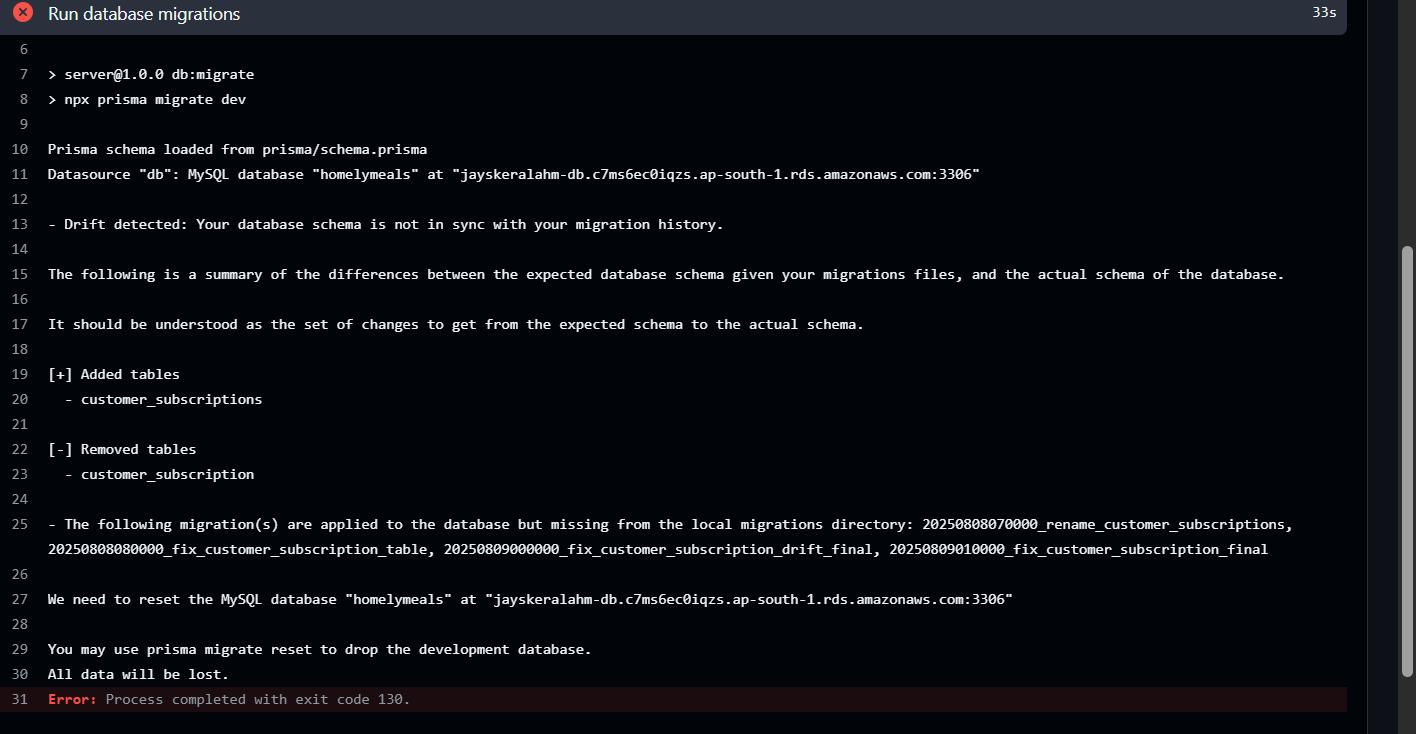 Run database migrations 33s
6
7 > server@1.0.0 db:migrate
8 > npx prisma migrate dev
9
10 Prisma schema loaded from prisma/schema.prisma
11 Datasource "db": MySQL database "homelymeals" at "jayskeralahm-db.c7ms6ec0iqzs.ap-south-1.rds.amazonaws.com:3306"
12
13 - Drift detected: Your database schema is not in sync with your migration history.
14
15 The following is a summary of the differences between the expected database schema given your migrations files, and the actual schema of the database.
16
17 It should be understood as the set of changes to get from the expected schema to the actual schema.
18
19 [+] Added tables
20   - customer_subscriptions
21
22 [-] Removed tables
23   - customer_subscription
24
25 - The following migration(s) are applied to the database but missing from the local migrations directory: 20250808070000_rename_customer_subscriptions,
20250808080000_fix_customer_subscription_table, 20250809000000_fix_customer_subscription_drift_final, 20250809010000_fix_customer_subscription_final
26
27 We need to reset the MySQL database "homelymeals" at "jayskeralahm-db.c7ms6ec0iqzs.ap-south-1.rds.amazonaws.com:3306"
28
29 You may use prisma migrate reset to drop the development database.
30 All data will be lost.
31 Error: Process completed with exit code 130.